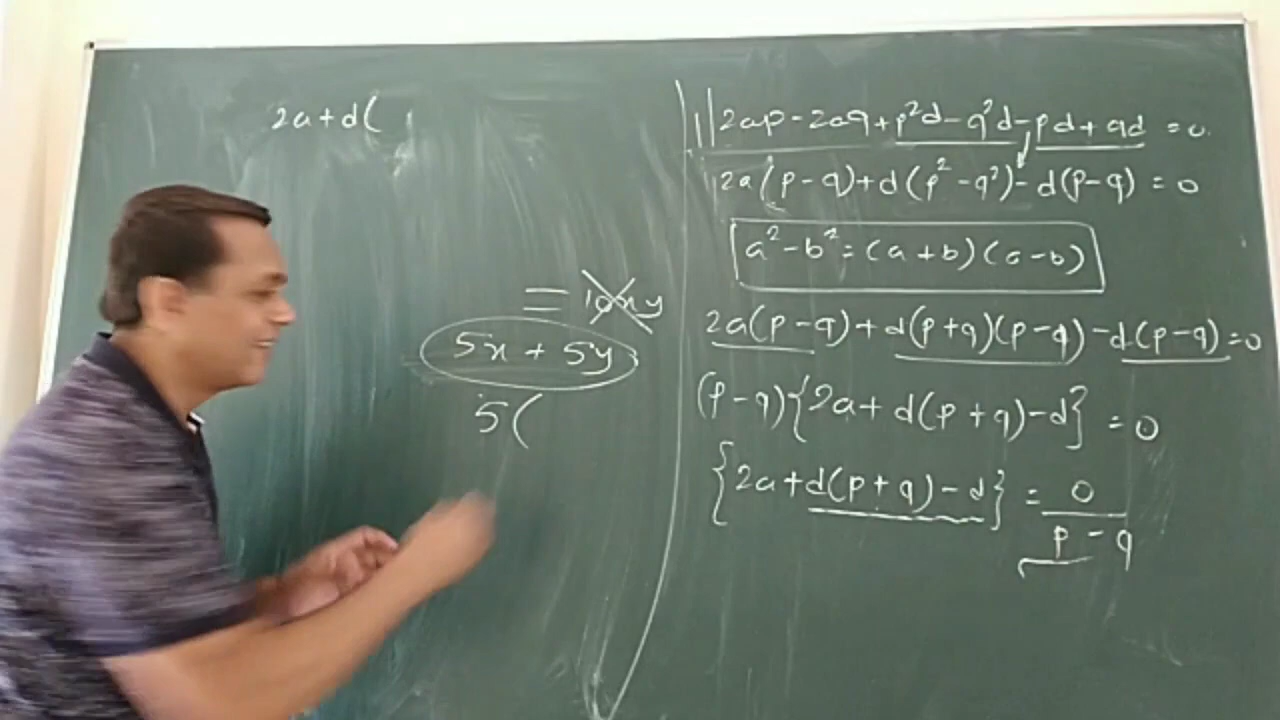 2a+d(
= 10xy
5x + 5y
5(
2ap - 2aq + p²d - q²d - pd + qd = 0.
2a(p - q) + d(p² - q²) - d(p-q) = 0
a² - b² = (a + b)(a - b)
2a(p - q) + d(p+q)(p - q) - d(p-q) = 0
(p - q){2a + d(p + q) - d} = 0
{2a + d(p + q) - d} = 0
p - q